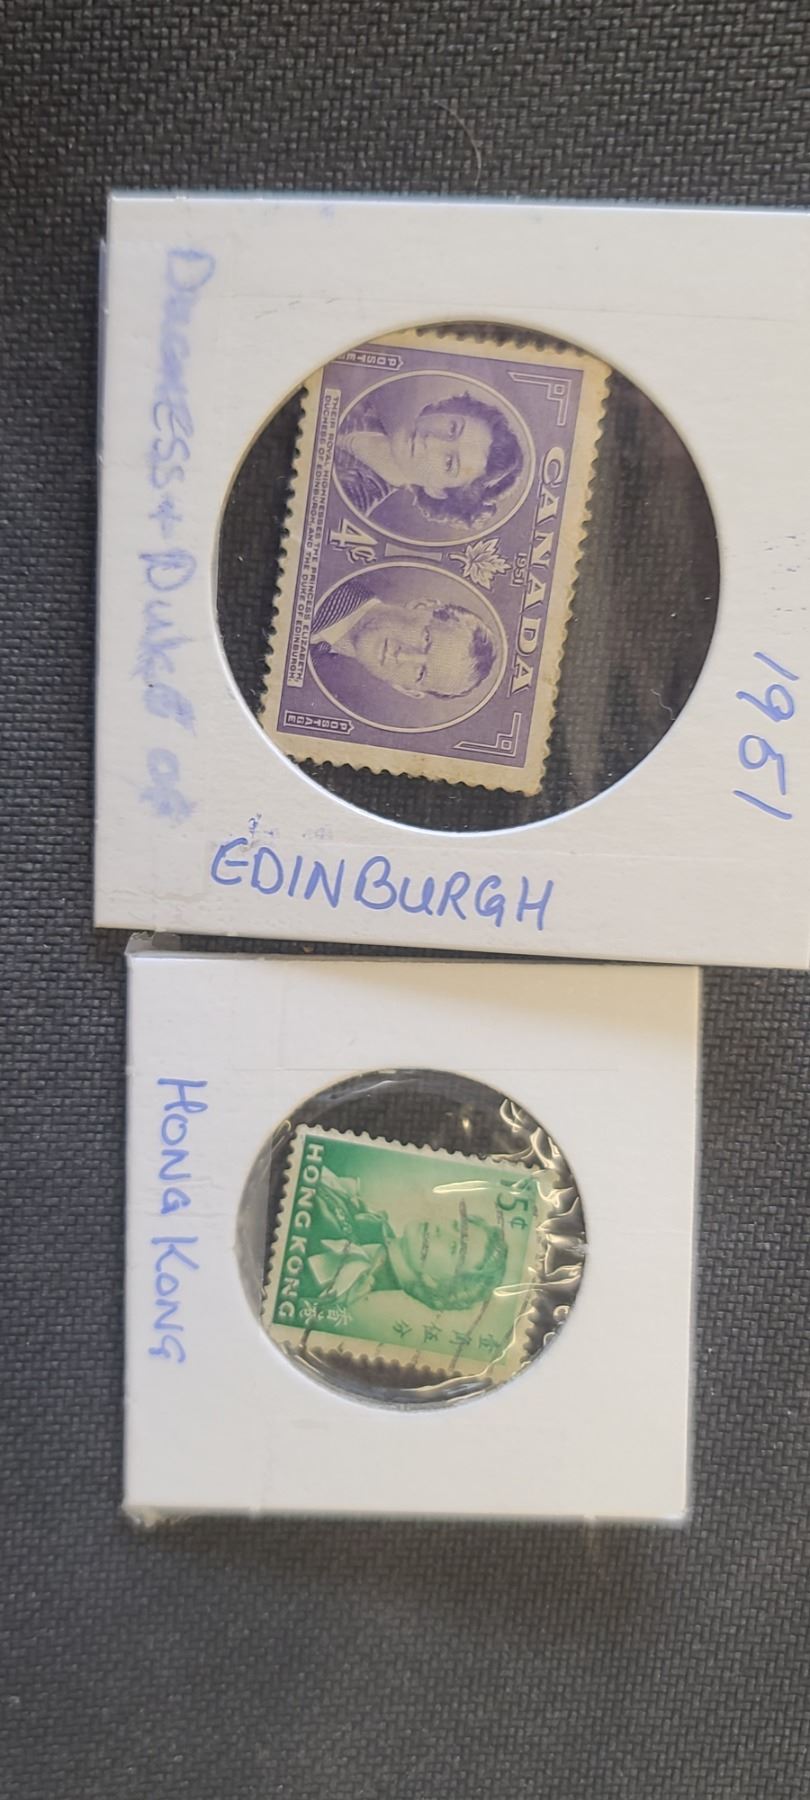 DUCHESS + DUKE OF
EDINBURGH
1951
CANADA
1951
4¢
POSTES
POSTAGE
THEIR ROYAL HIGHNESSES THE PRINCESS ELIZABETH,
DUCHESS OF EDINBURGH, AND THE DUKE OF EDINBURGH.
HONG KONG
15¢
壹角伍分
HONG KONG
香港